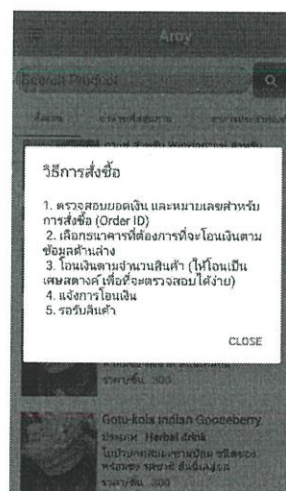 Aroy
Search Product
วิธีการสั่งซื้อ
1. ตรวจสอบยอดเงิน และหมายเลขสำหรับ
การสั่งซื้อ (Order ID)
2. เลือกธนาคารที่ต้องการที่จะโอนเงินตาม
ข้อมูลด้านล่าง
3. โอนเงินตามจำนวนสินค้า (ให้โอนเป็น
เศษสตางค์ เพื่อที่จะตรวจสอบได้ง่าย)
4. แจ้งการโอนเงิน
5. รอรับสินค้า
CLOSE
ราคา/ชิ้น 300
Gotu-kola Indian Gooseberry
ประเภท Herbal drink
ราคา/ชิ้น 300